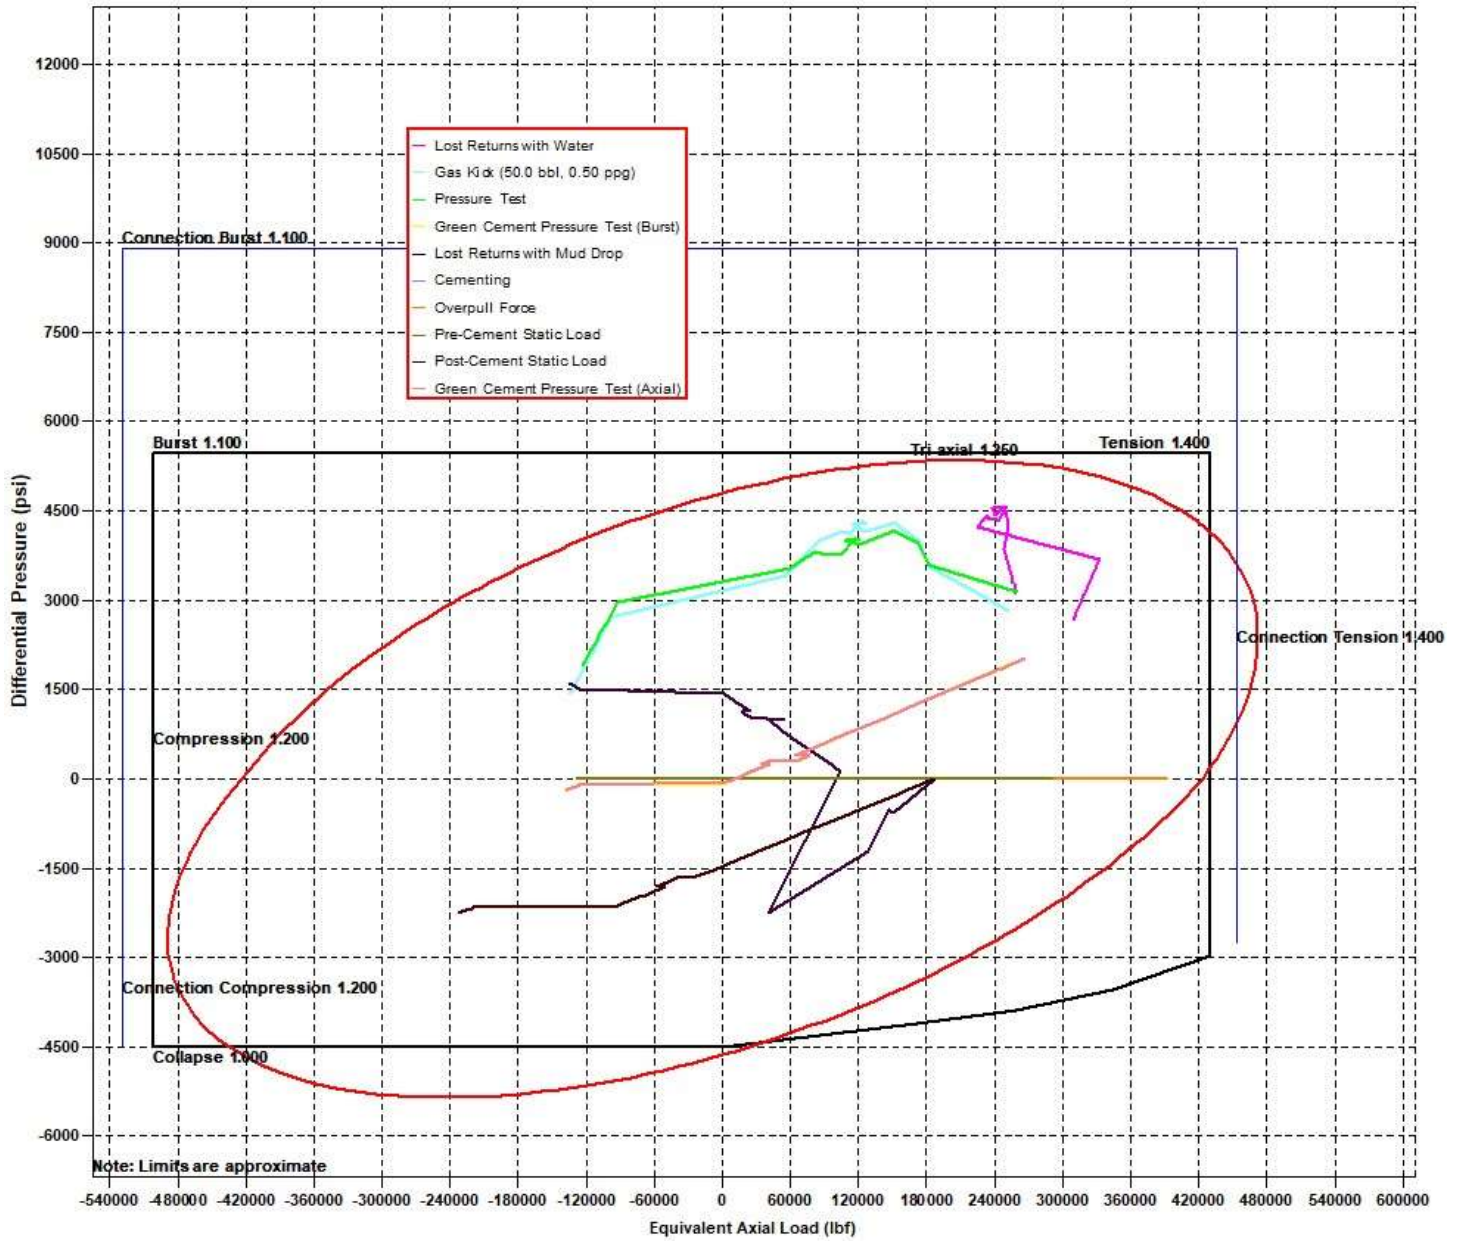 12000
10500
9000
7500
6000
4500
3000
1500
0
-1500
-3000
-4500
-6000
Differential Pressure (psi)
Lost Returns with Water
Gas Kick (50.0 bbl, 0.50 ppg)
Pressure Test
Green Cement Pressure Test (Burst)
Lost Returns with Mud Drop
Cementing
Overpull Force
Pre-Cement Static Load
Post-Cement Static Load
Green Cement Pressure Test (Axial)
Connection Burst 1.100
Burst 1.100
Tri-axial 1.250
Tension 1.400
Connection Tension 1.400
Compression 1.200
Connection Compression 1.200
Collapse 1.000
Note: Limits are approximate
-540000 -480000 -420000 -360000 -300000 -240000 -180000 -120000 -60000 0 60000 120000 180000 240000 300000 360000 420000 480000 540000 600000
Equivalent Axial Load (lbf)